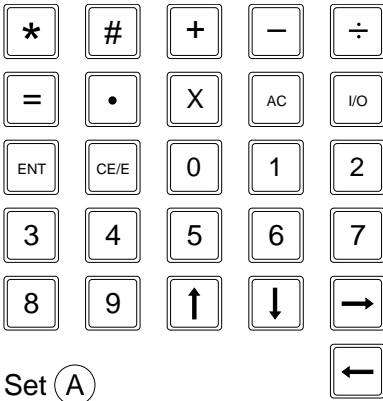 * # + − ÷
= • X AC I/O
ENT CE/E 0 1 2
3 4 5 6 7
8 9 ↑ ↓ →
←
Set A